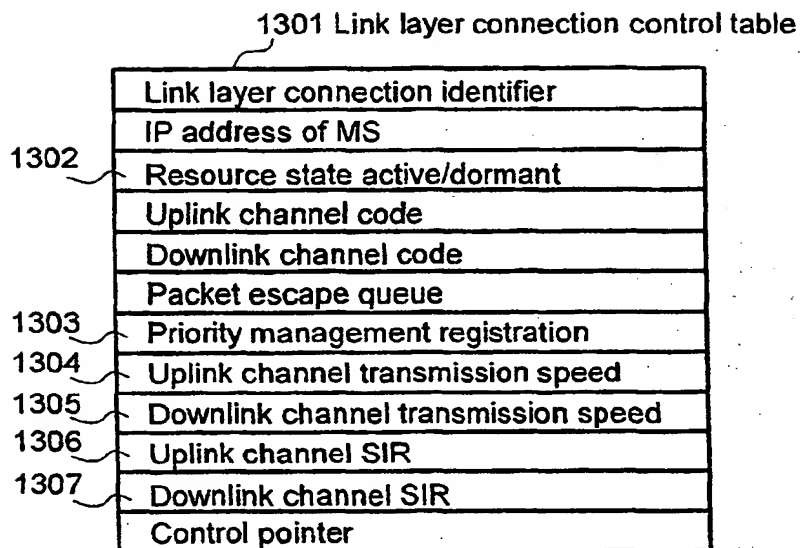 1301 Link layer connection control table
Link layer connection identifier
IP address of MS
1302 Resource state active/dormant
Uplink channel code
Downlink channel code
Packet escape queue
1303 Priority management registration
1304 Uplink channel transmission speed
1305 Downlink channel transmission speed
1306 Uplink channel SIR
1307 Downlink channel SIR
Control pointer